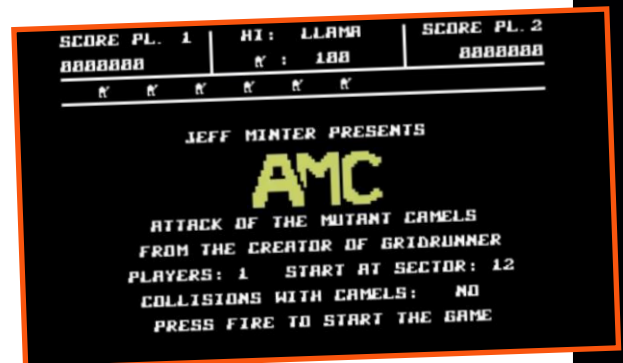 SCORE PL. 1 HI: LLAMA SCORE PL. 2
0000000 : 100 0000000
JEFF MINTER PRESENTS
AMC
ATTACK OF THE MUTANT CAMELS
FROM THE CREATOR OF GRIDRUNNER
PLAYERS: 1 START AT SECTOR: 12
COLLISIONS WITH CAMELS: NO
PRESS FIRE TO START THE GAME